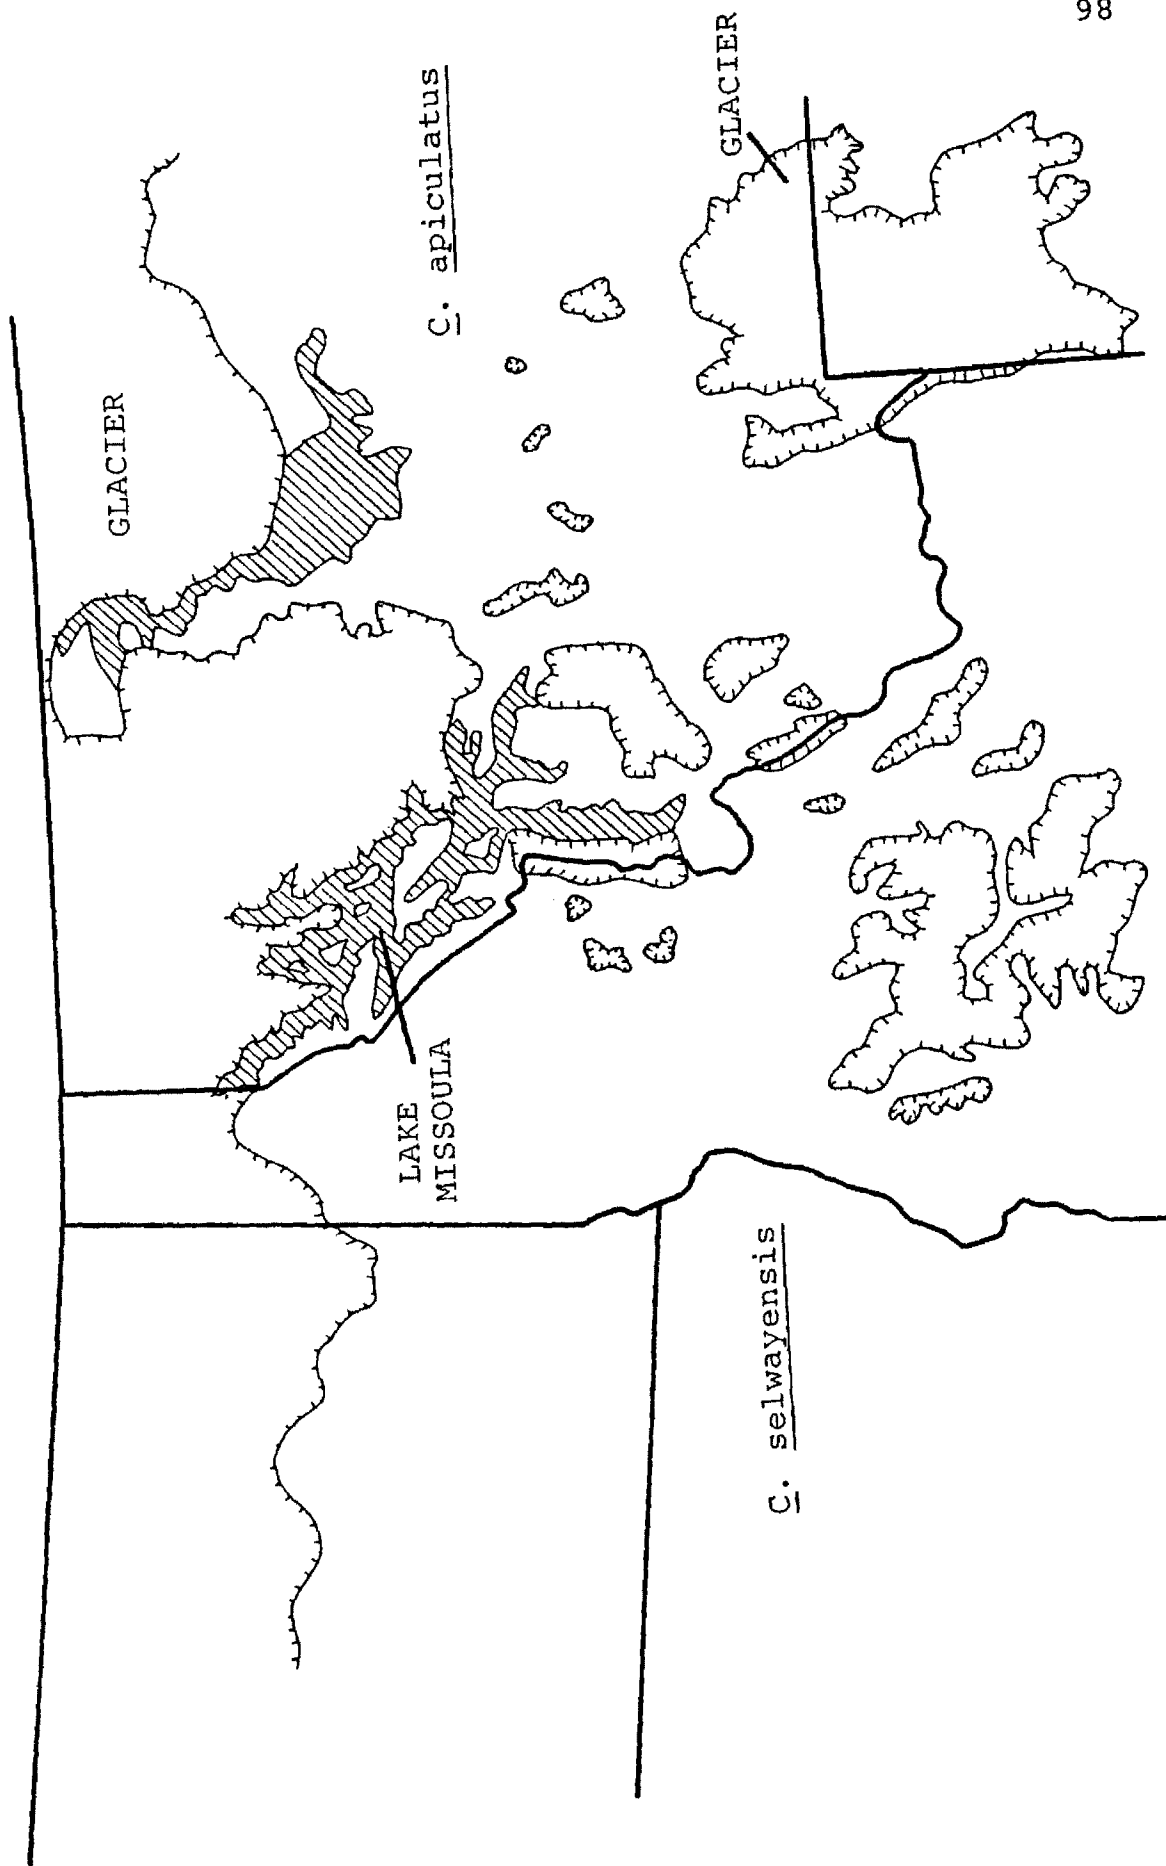 98
GLACIER
C. apiculatus
GLACIER
LAKE
MISSOULA
C. selwayensis